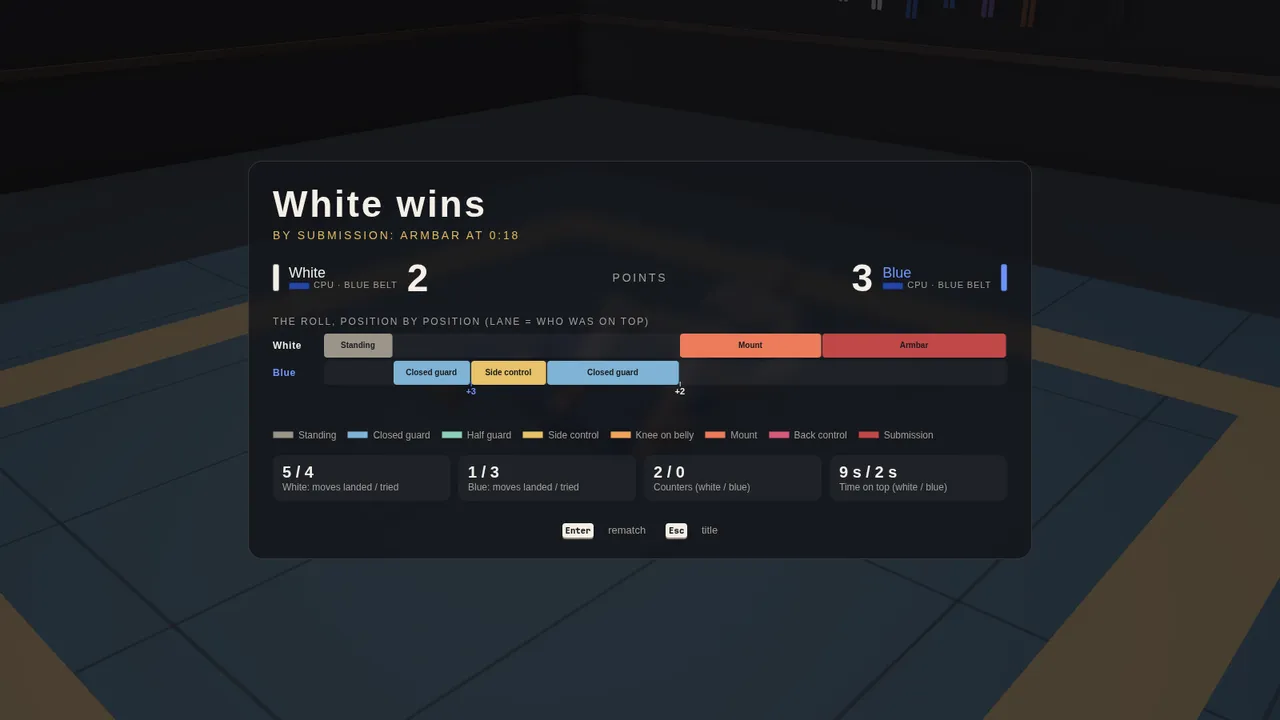 White wins
BY SUBMISSION: ARMBAR AT 0:18
White
CPU · BLUE BELT
2
POINTS
3
Blue
CPU · BLUE BELT
THE ROLL, POSITION BY POSITION (LANE = WHO WAS ON TOP)
White Standing Mount Armbar
Blue Closed guard Side control Closed guard
+3 +2
Standing Closed guard Half guard Side control Knee on belly Mount Back control Submission
5 / 4
White: moves landed / tried
1 / 3
Blue: moves landed / tried
2 / 0
Counters (white / blue)
9 s / 2 s
Time on top (white / blue)
Enter rematch Esc title